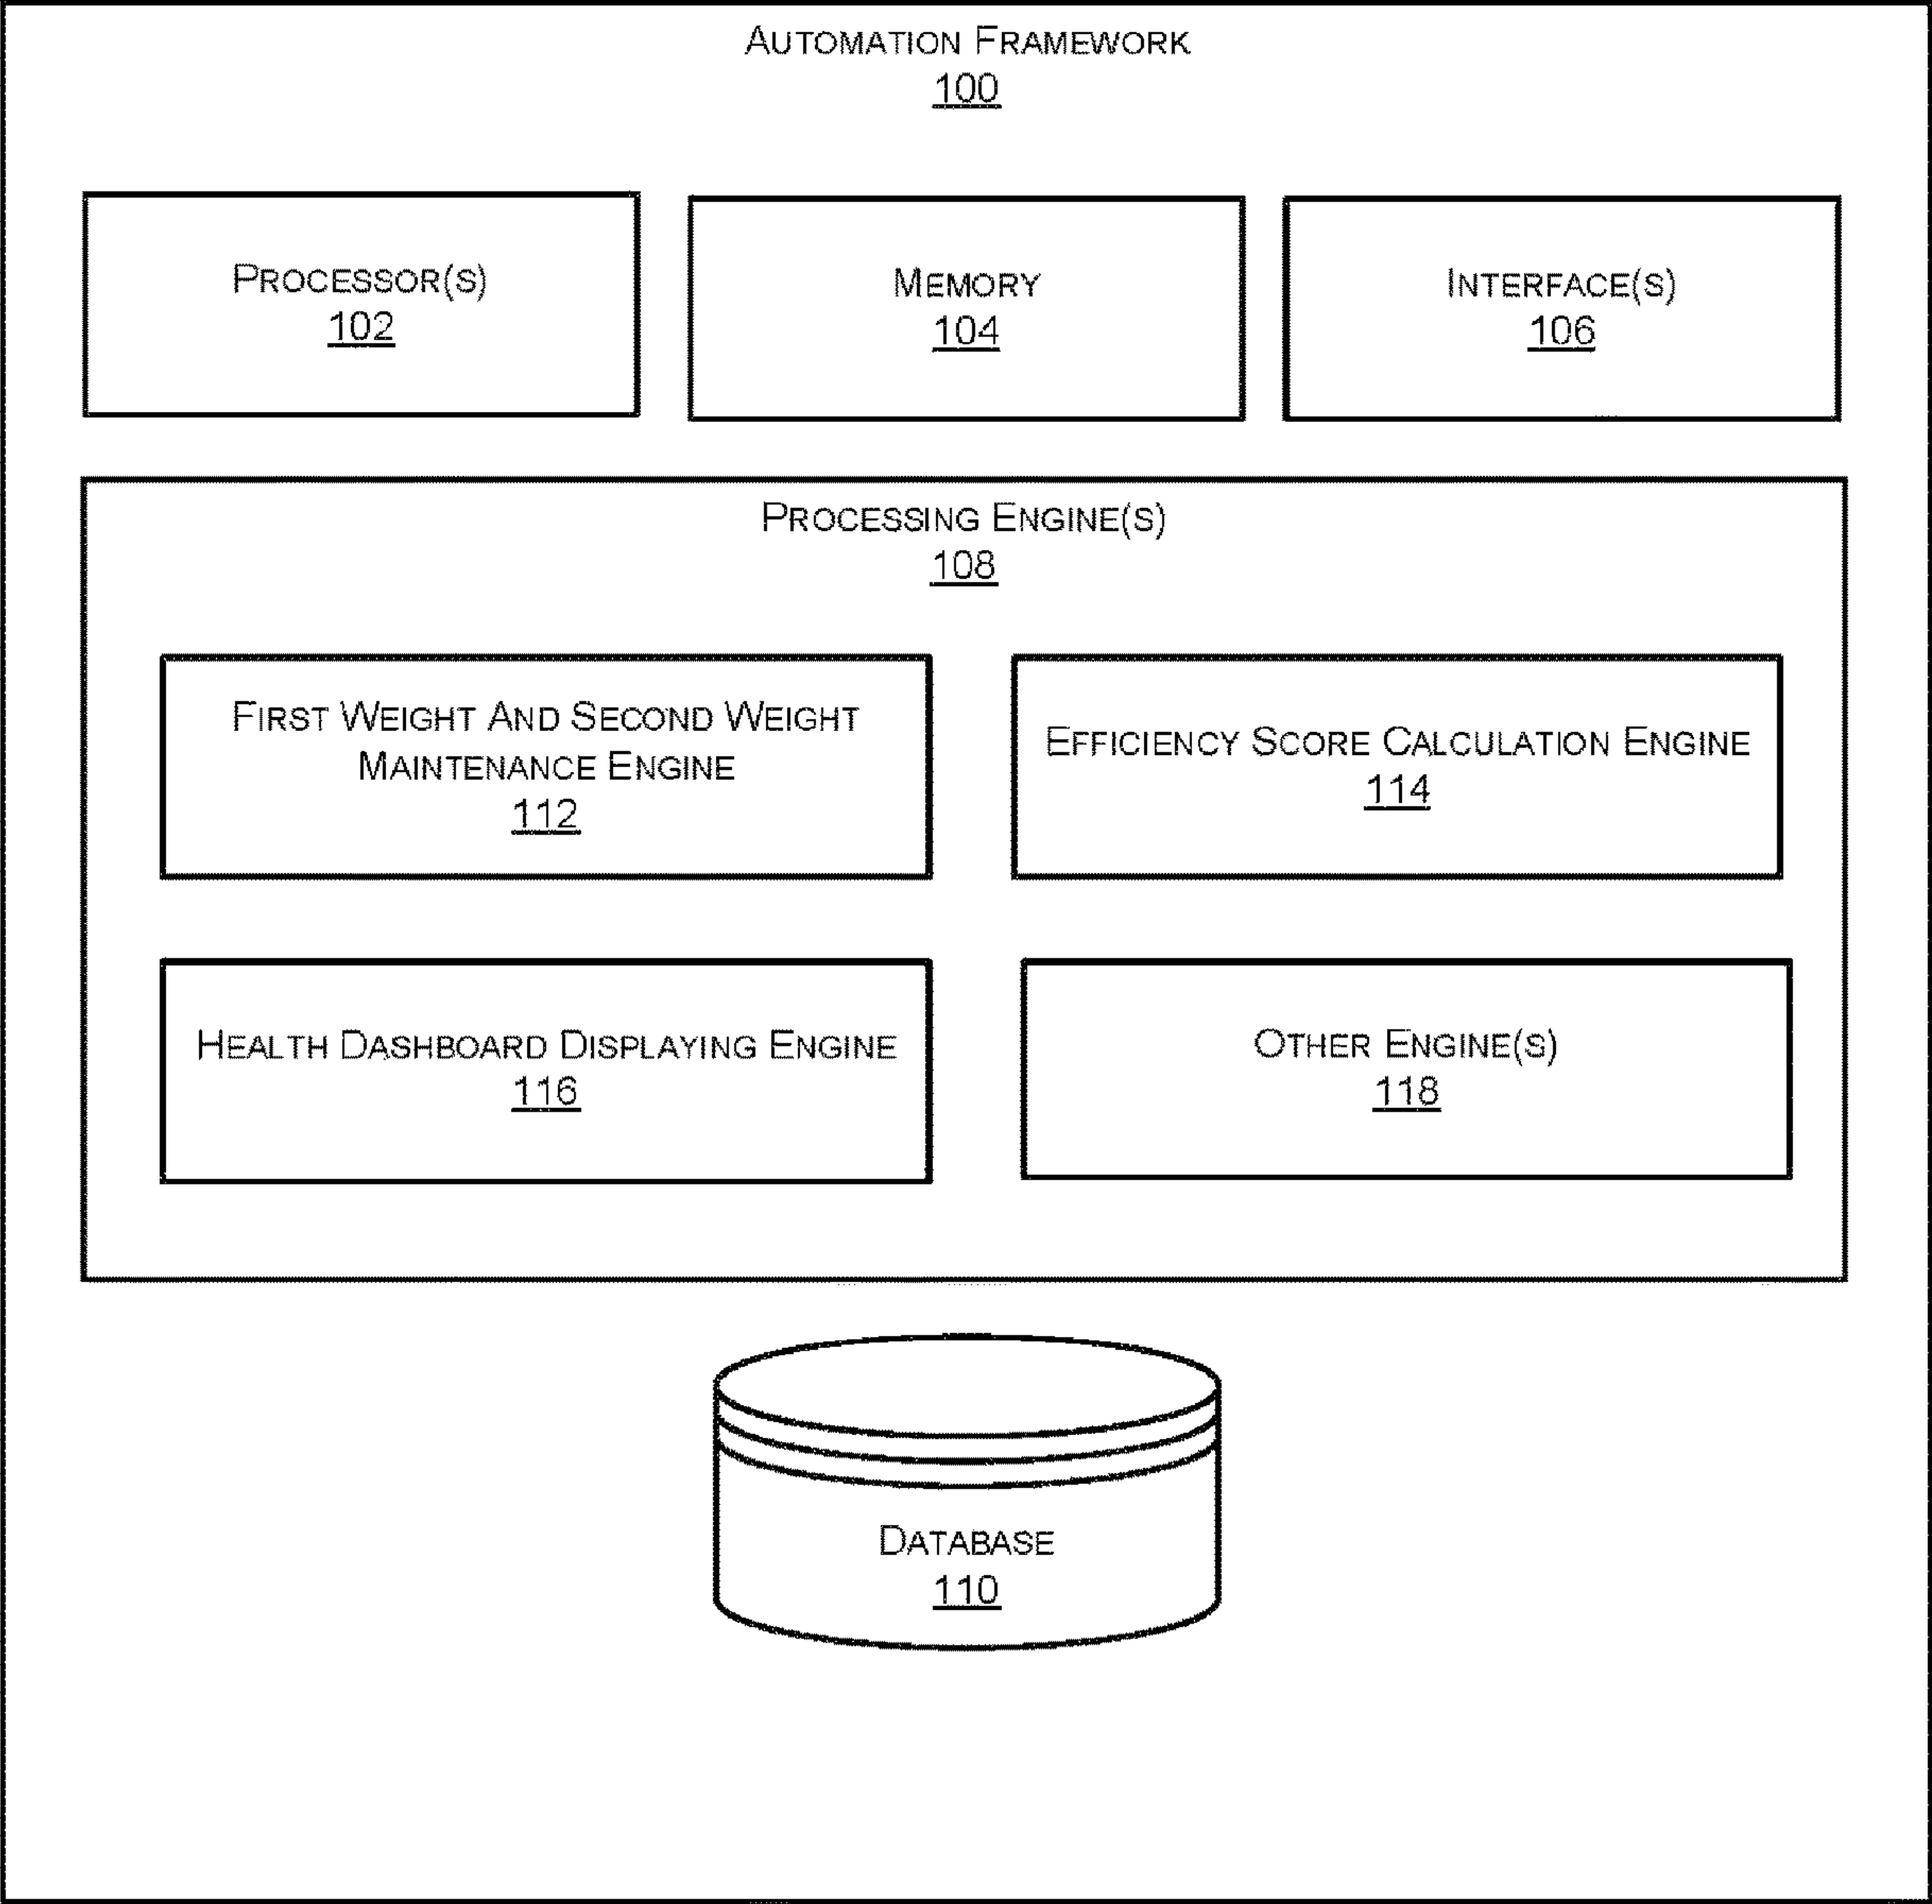 AUTOMATION FRAMEWORK
100
PROCESSOR(S)
102
MEMORY
104
INTERFACE(S)
106
PROCESSING ENGINE(S)
108
FIRST WEIGHT AND SECOND WEIGHT
MAINTENANCE ENGINE
112
EFFICIENCY SCORE CALCULATION ENGINE
114
HEALTH DASHBOARD DISPLAYING ENGINE
116
OTHER ENGINE(S)
118
DATABASE
110